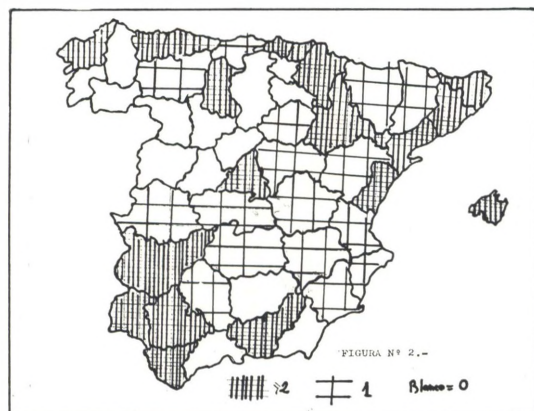 FIGURA Nº 2.-
≥2 1 Blanco = 0